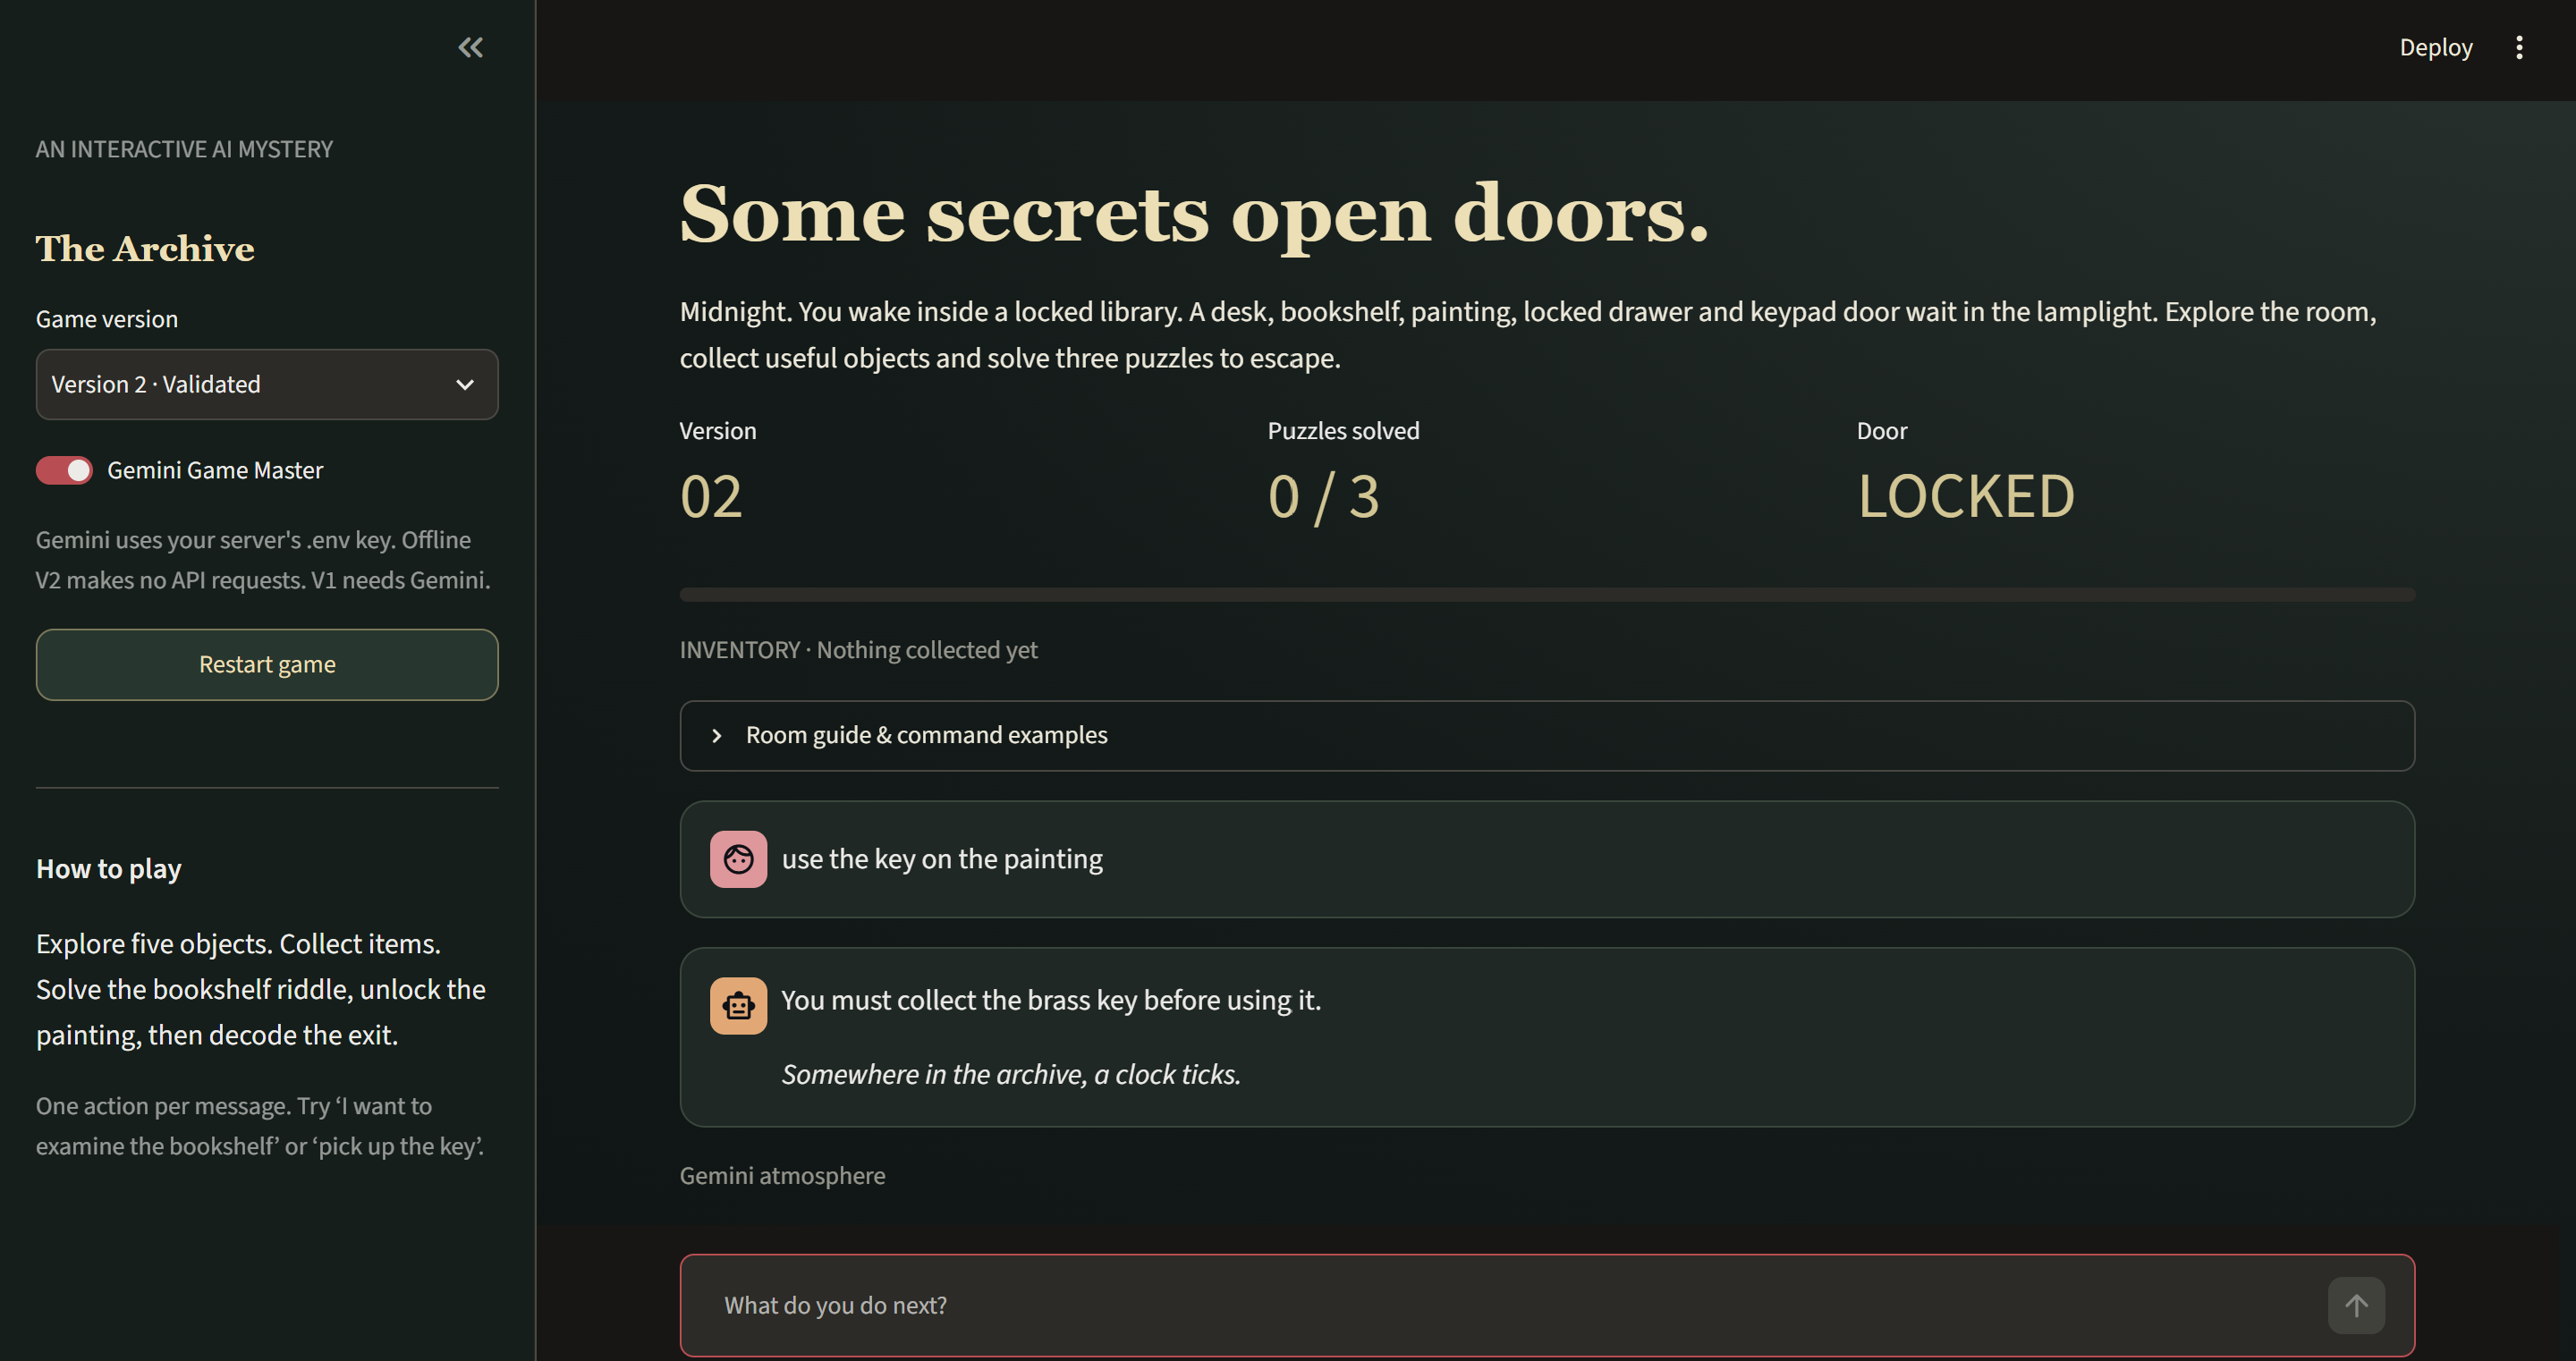 AN INTERACTIVE AI MYSTERY
The Archive
Game version
Version 2 · Validated
Gemini Game Master
Gemini uses your server's .env key. Offline
V2 makes no API requests. V1 needs Gemini.
Restart game
How to play
Explore five objects. Collect items.
Solve the bookshelf riddle, unlock the
painting, then decode the exit.
One action per message. Try ‘I want to
examine the bookshelf’ or ‘pick up the key’.
Deploy
Some secrets open doors.
Midnight. You wake inside a locked library. A desk, bookshelf, painting, locked drawer and keypad door wait in the lamplight. Explore the room,
collect useful objects and solve three puzzles to escape.
Version
02
Puzzles solved
0 / 3
Door
LOCKED
INVENTORY · Nothing collected yet
Room guide & command examples
use the key on the painting
You must collect the brass key before using it.
Somewhere in the archive, a clock ticks.
Gemini atmosphere
What do you do next?